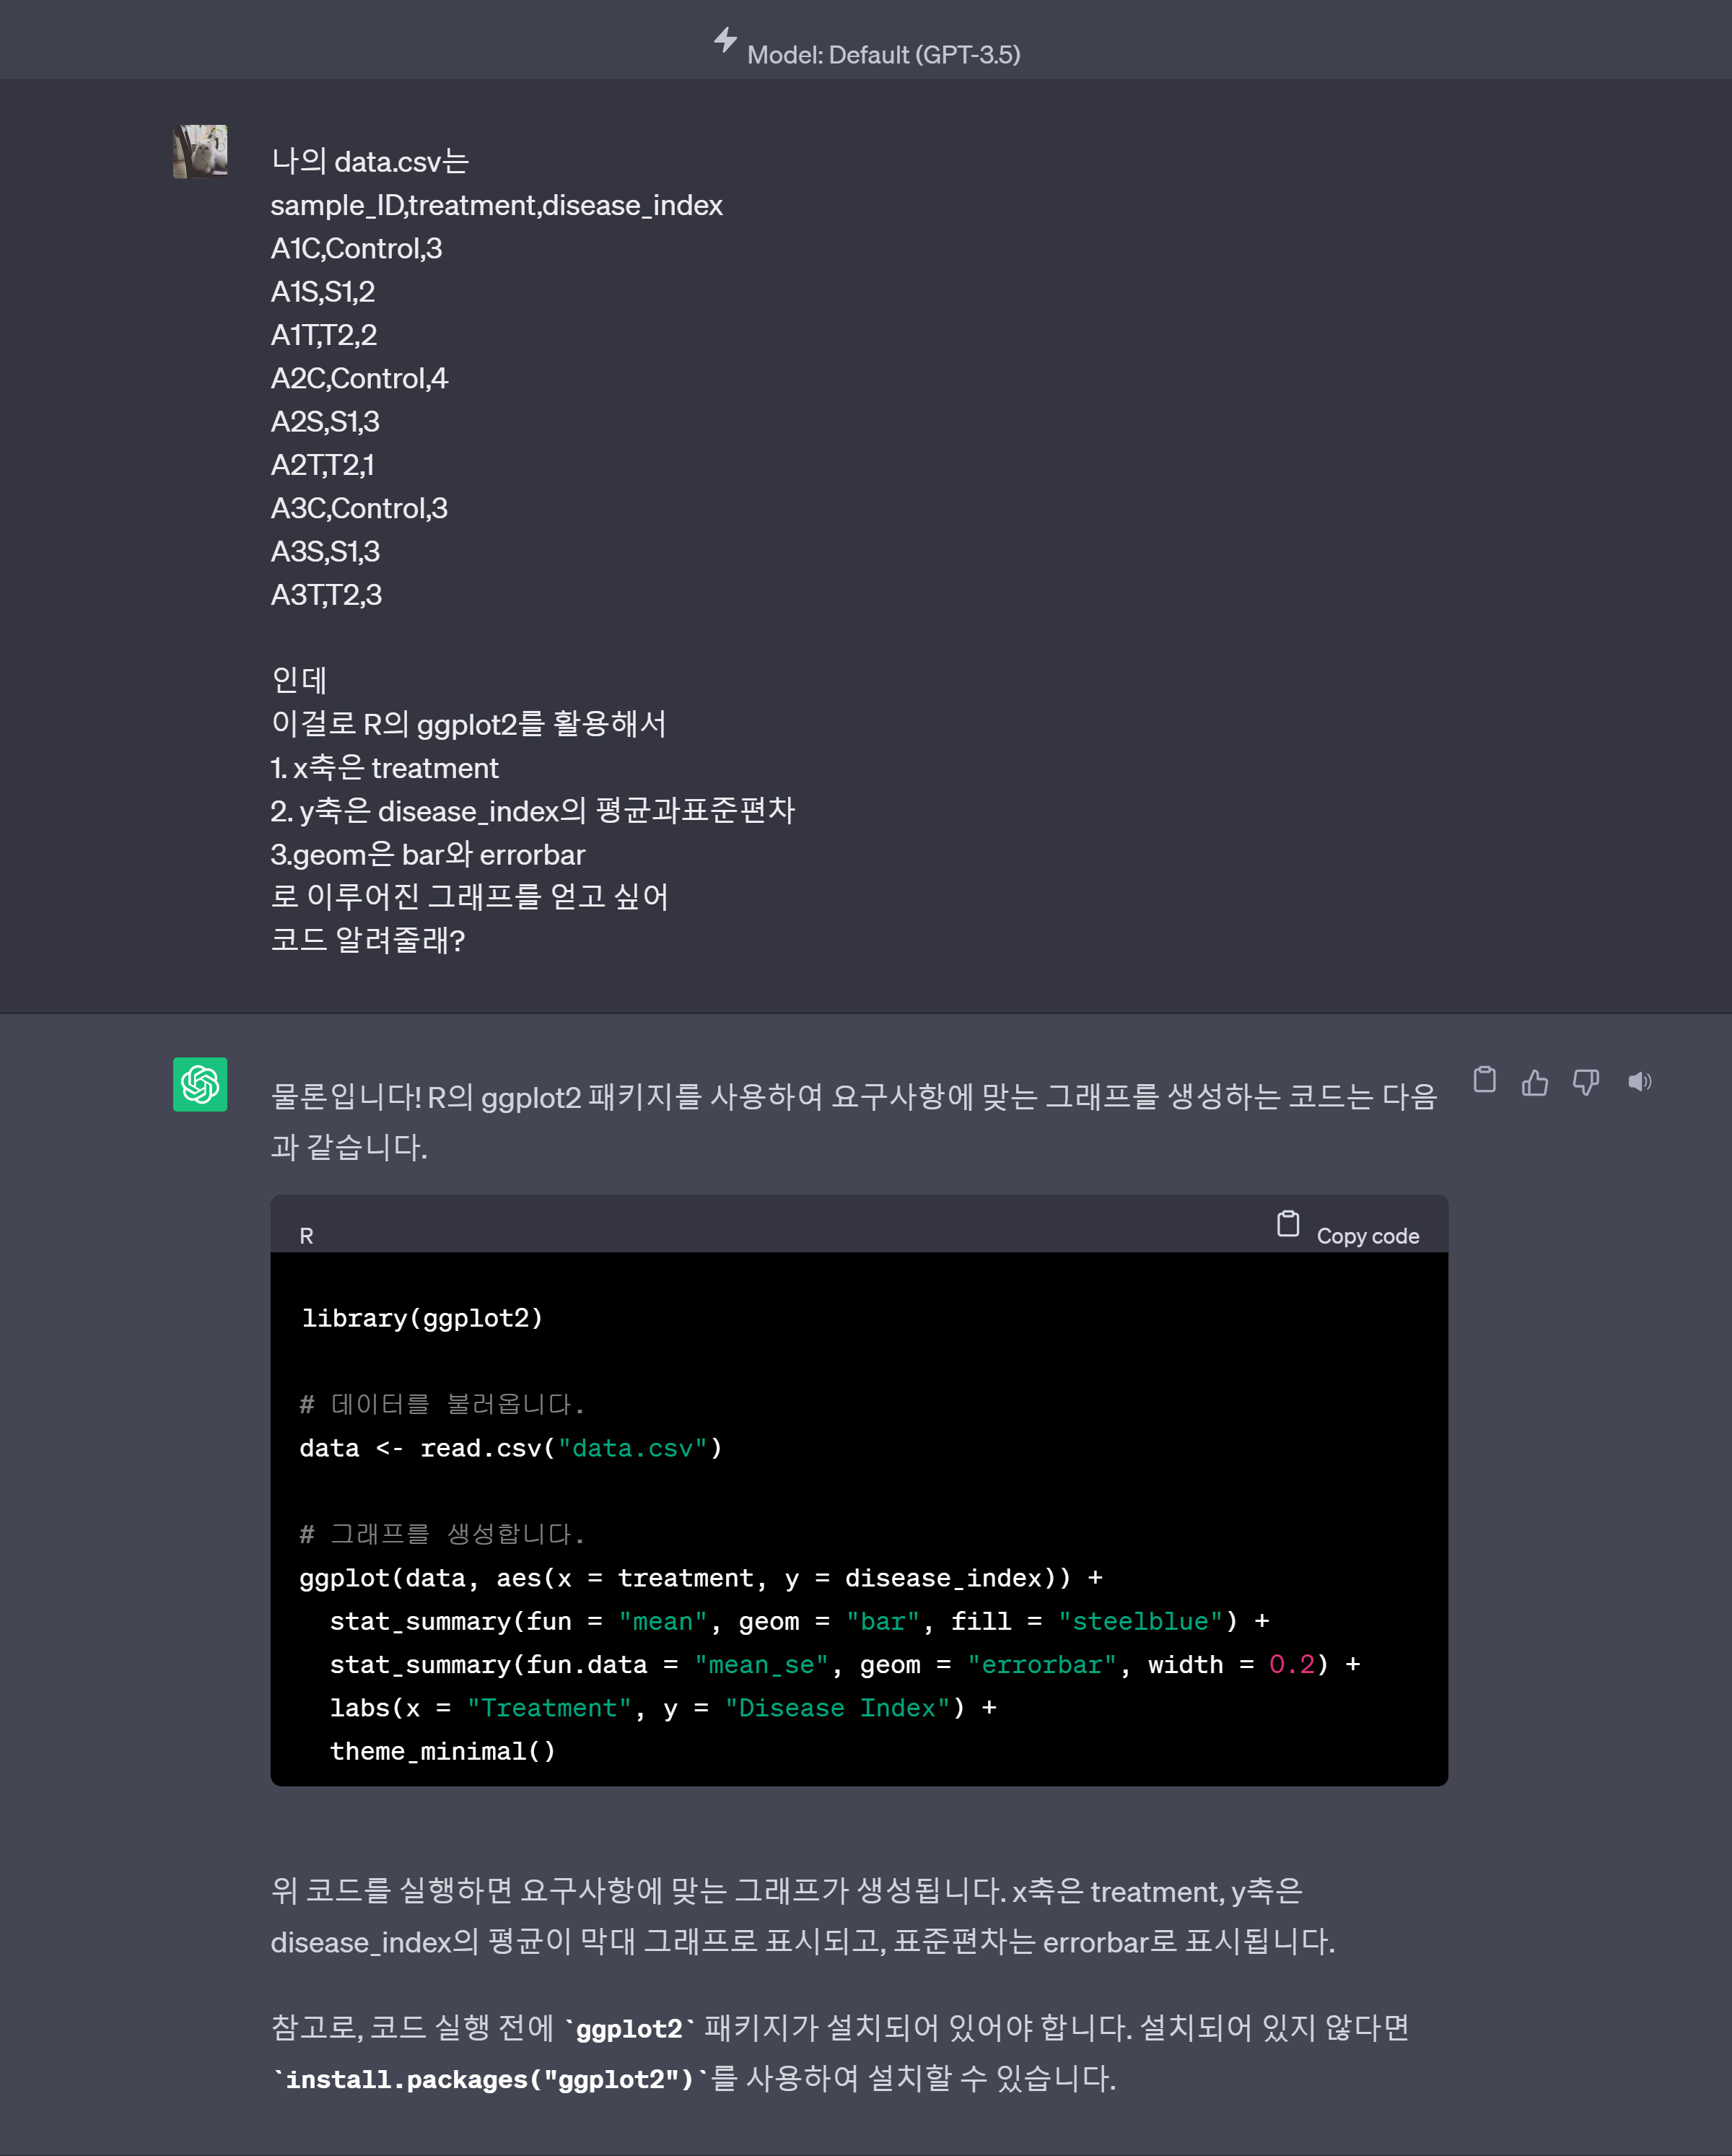 Model: Default (GPT-3.5)
나의 data.csv는
sample_ID,treatment,disease_index
A1C,Control,3
A1S,S1,2
A1T,T2,2
A2C,Control,4
A2S,S1,3
A2T,T2,1
A3C,Control,3
A3S,S1,3
A3T,T2,3
인데
이걸로 R의 ggplot2를 활용해서
1. x축은 treatment
2. y축은 disease_index의 평균과표준편차
3.geom은 bar와 errorbar
로 이루어진 그래프를 얻고 싶어
코드 알려줄래?
물론입니다! R의 ggplot2 패키지를 사용하여 요구사항에 맞는 그래프를 생성하는 코드는 다음
과 같습니다.
R Copy code
library(ggplot2)
# 데이터를 불러옵니다.
data <- read.csv("data.csv")
# 그래프를 생성합니다.
ggplot(data, aes(x = treatment, y = disease_index)) +
  stat_summary(fun = "mean", geom = "bar", fill = "steelblue") +
  stat_summary(fun.data = "mean_se", geom = "errorbar", width = 0.2) +
  labs(x = "Treatment", y = "Disease Index") +
  theme_minimal()
위 코드를 실행하면 요구사항에 맞는 그래프가 생성됩니다. x축은 treatment, y축은
disease_index의 평균이 막대 그래프로 표시되고, 표준편차는 errorbar로 표시됩니다.
참고로, 코드 실행 전에 `ggplot2` 패키지가 설치되어 있어야 합니다. 설치되어 있지 않다면
`install.packages("ggplot2")`를 사용하여 설치할 수 있습니다.